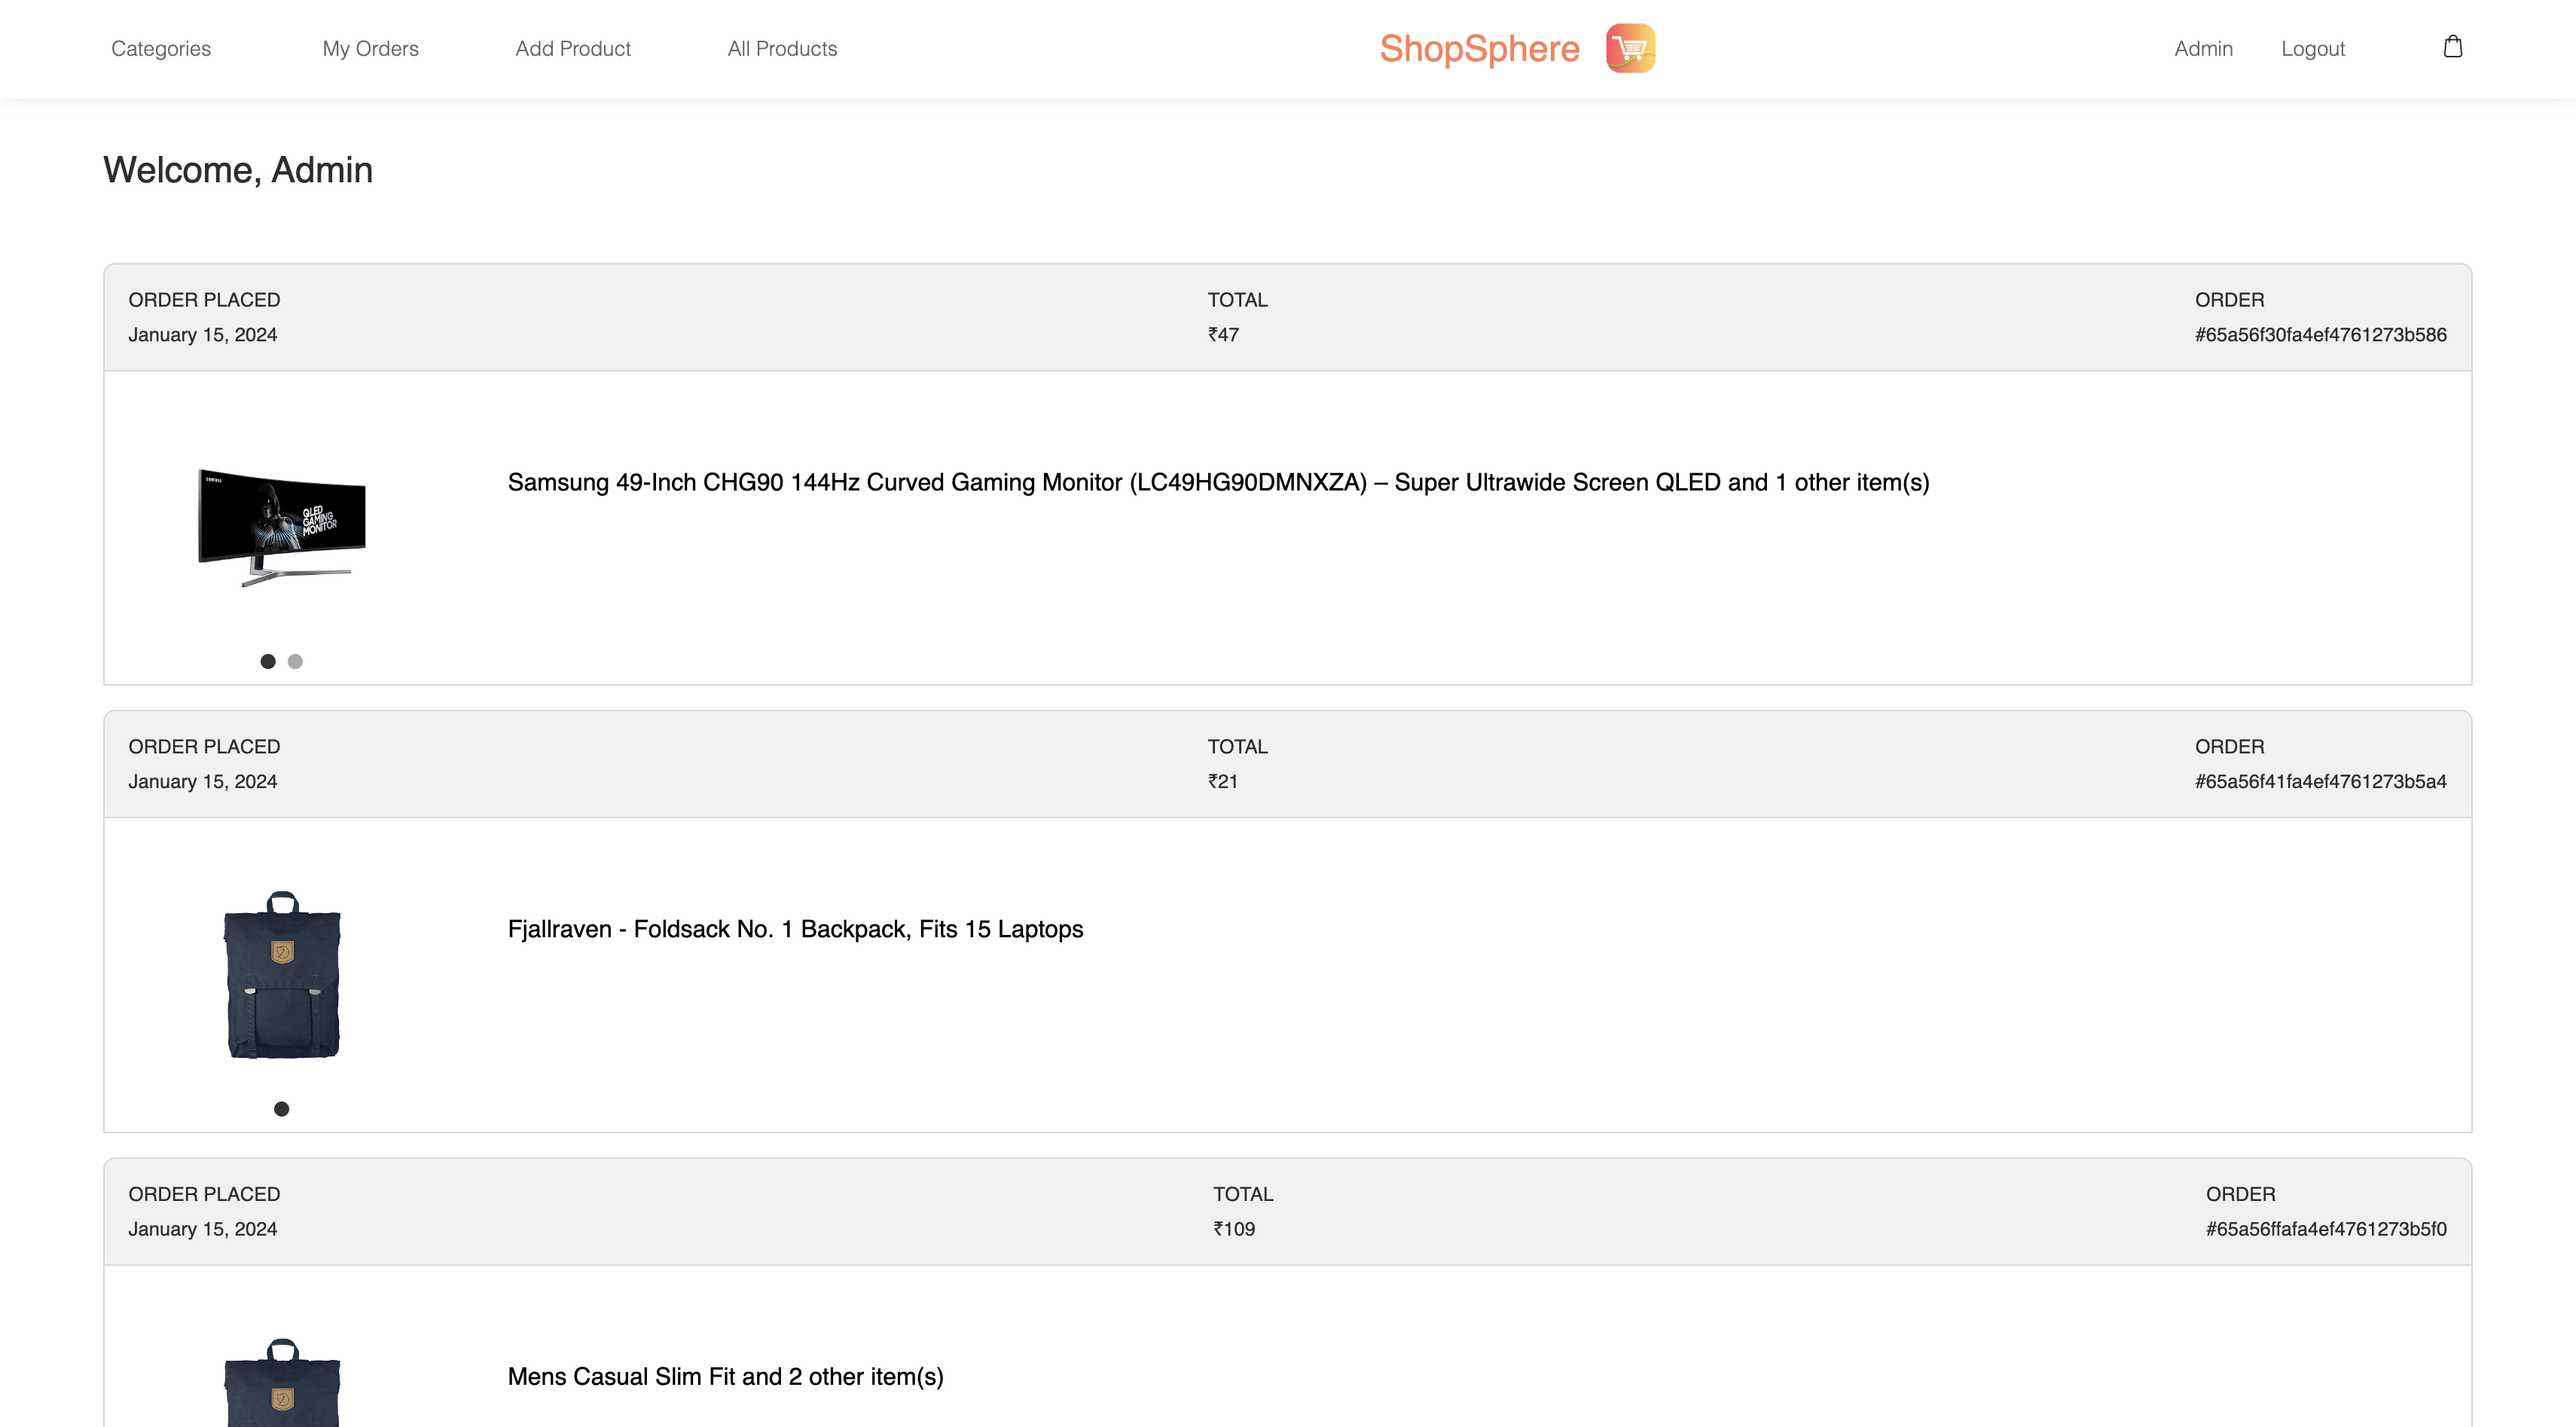 Categories My Orders Add Product All Products ShopSphere Admin Logout
Welcome, Admin
ORDER PLACED TOTAL ORDER
January 15, 2024 ₹47 #65a56f30fa4ef4761273b586
Samsung 49-Inch CHG90 144Hz Curved Gaming Monitor (LC49HG90DMNXZA) – Super Ultrawide Screen QLED and 1 other item(s)
SAMSUNG
QLED
GAMING
MONITOR
ORDER PLACED TOTAL ORDER
January 15, 2024 ₹21 #65a56f41fa4ef4761273b5a4
Fjallraven - Foldsack No. 1 Backpack, Fits 15 Laptops
ORDER PLACED TOTAL ORDER
January 15, 2024 ₹109 #65a56ffafa4ef4761273b5f0
Mens Casual Slim Fit and 2 other item(s)